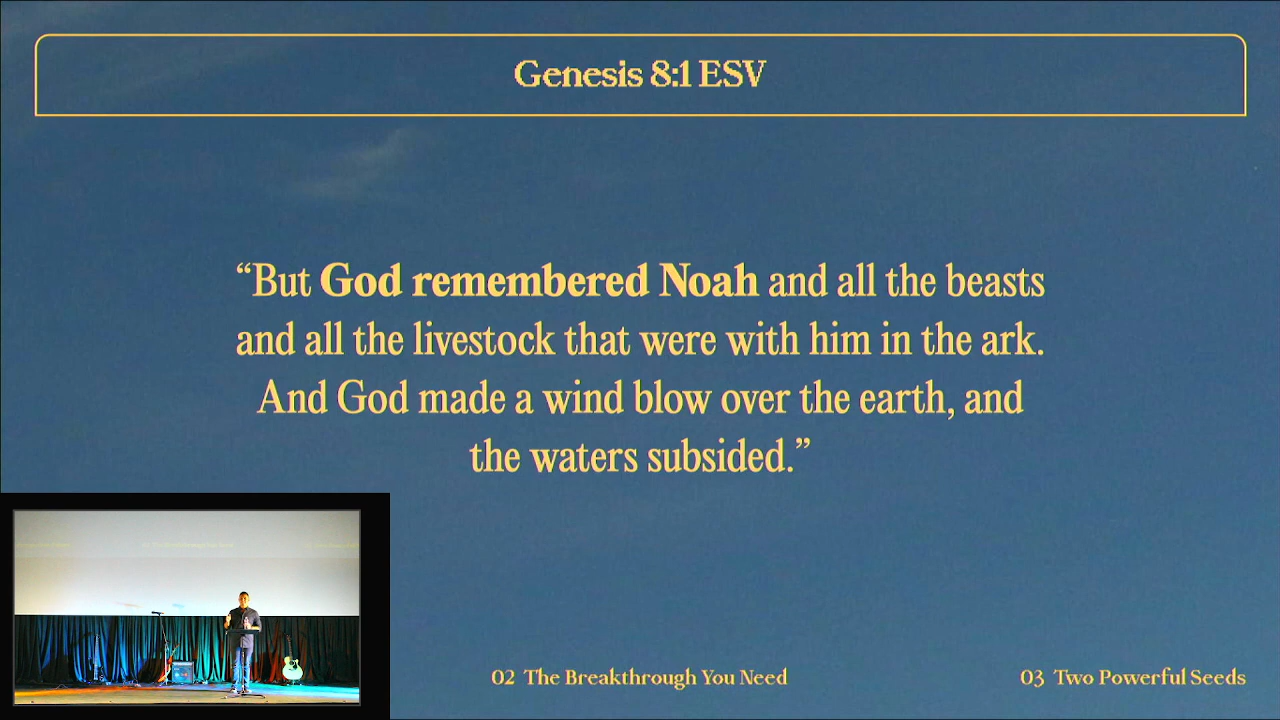 Genesis 8:1 ESV
“But God remembered Noah and all the beasts
and all the livestock that were with him in the ark.
And God made a wind blow over the earth, and
the waters subsided.”
02 The Breakthrough You Need
03 Two Powerful Seeds